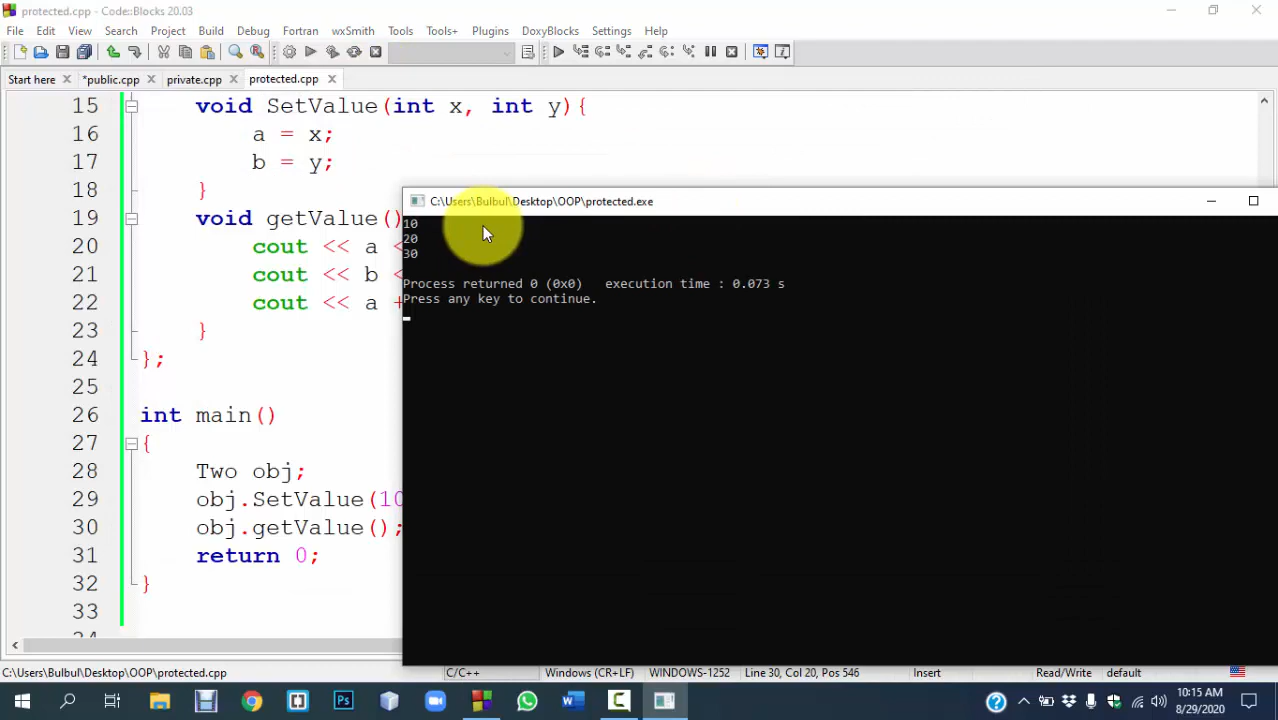 protected.cpp - Code::Blocks 20.03
File Edit View Search Project Build Debug Fortran wxSmith Tools Tools+ Plugins DoxyBlocks Settings Help
Start here *public.cpp private.cpp protected.cpp
15 void SetValue(int x, int y){
16 a = x;
17 b = y;
18 }
C:\Users\Bulbul\Desktop\OOP\protected.exe
19 void getValue()
10
20
30
20 cout << a <
21 cout << b <
Process returned 0 (0x0) execution time : 0.073 s
Press any key to continue.
22 cout << a +
23 }
24 };
25
26 int main()
27 {
28 Two obj;
29 obj.SetValue(10
30 obj.getValue();
31 return 0;
32 }
33
C:\Users\Bulbul\Desktop\OOP\protected.cpp C/C++ Windows (CR+LF) WINDOWS-1252 Line 30, Col 20, Pos 546 Insert Read/Write default
10:15 AM
8/29/2020